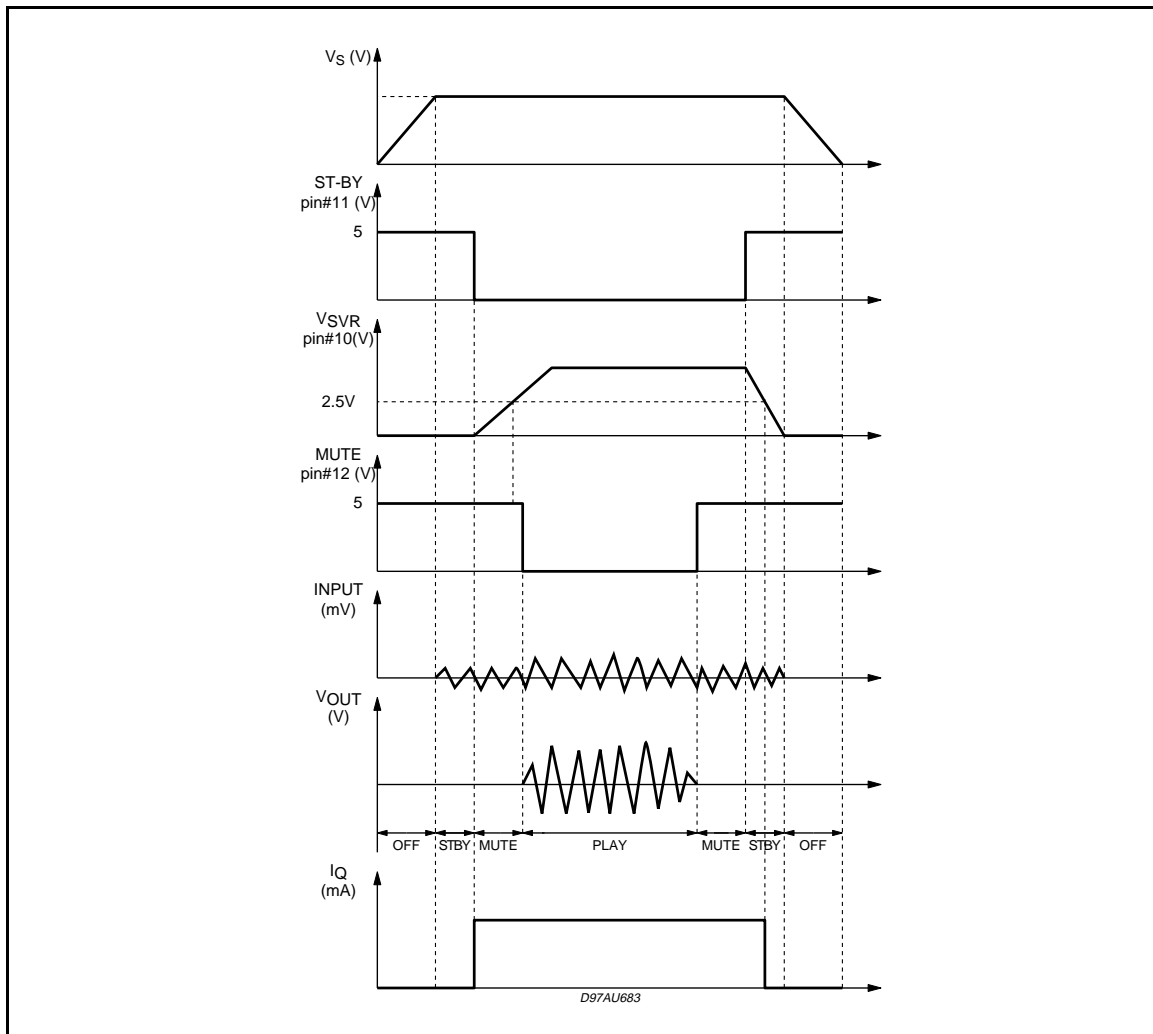 VS (V)
ST-BY
pin#11 (V)
5
VSVR
pin#10(V)
2.5V
MUTE
pin#12 (V)
5
INPUT
(mV)
VOUT
(V)
OFF STBY MUTE PLAY MUTE STBY OFF
IQ
(mA)
D97AU683